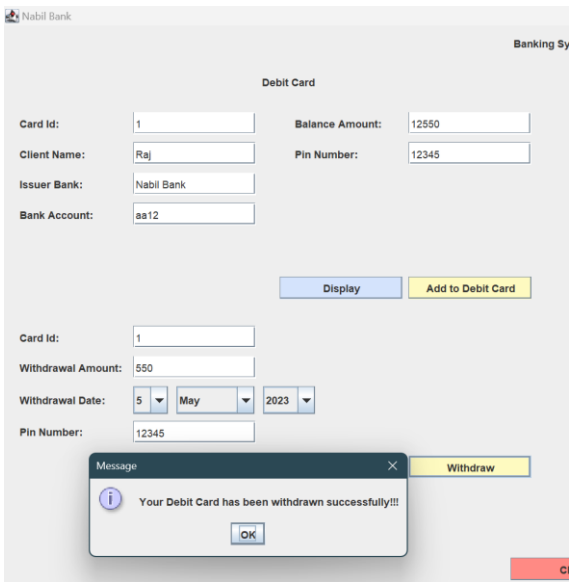 Nabil Bank
Banking Sy
Debit Card
Card Id: 1 Balance Amount: 12550
Client Name: Raj Pin Number: 12345
Issuer Bank: Nabil Bank
Bank Account: aa12
Display Add to Debit Card
Card Id: 1
Withdrawal Amount: 550
Withdrawal Date: 5 May 2023
Pin Number: 12345
Message
Withdraw
Your Debit Card has been withdrawn successfully!!!
OK